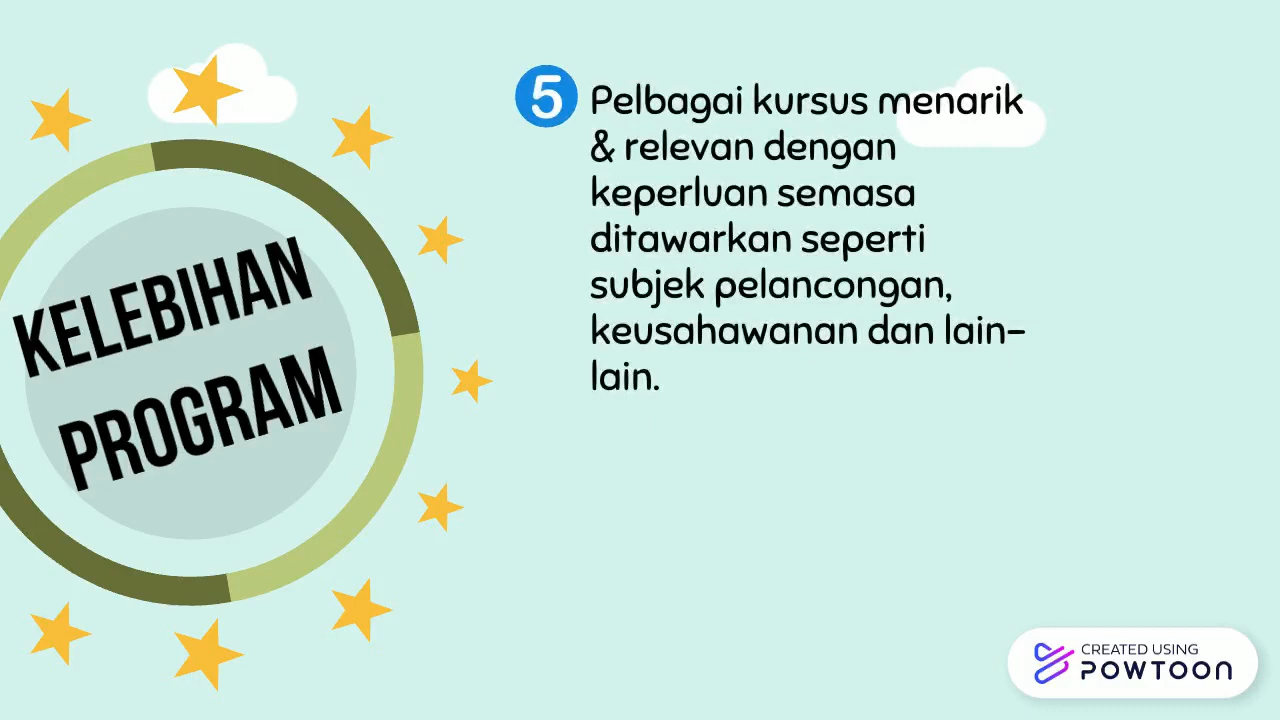 KELEBIHAN
PROGRAM
5
Pelbagai kursus menarik
& relevan dengan
keperluan semasa
ditawarkan seperti
subjek pelancongan,
keusahawanan dan lain-
lain.
CREATED USING
POWTOON